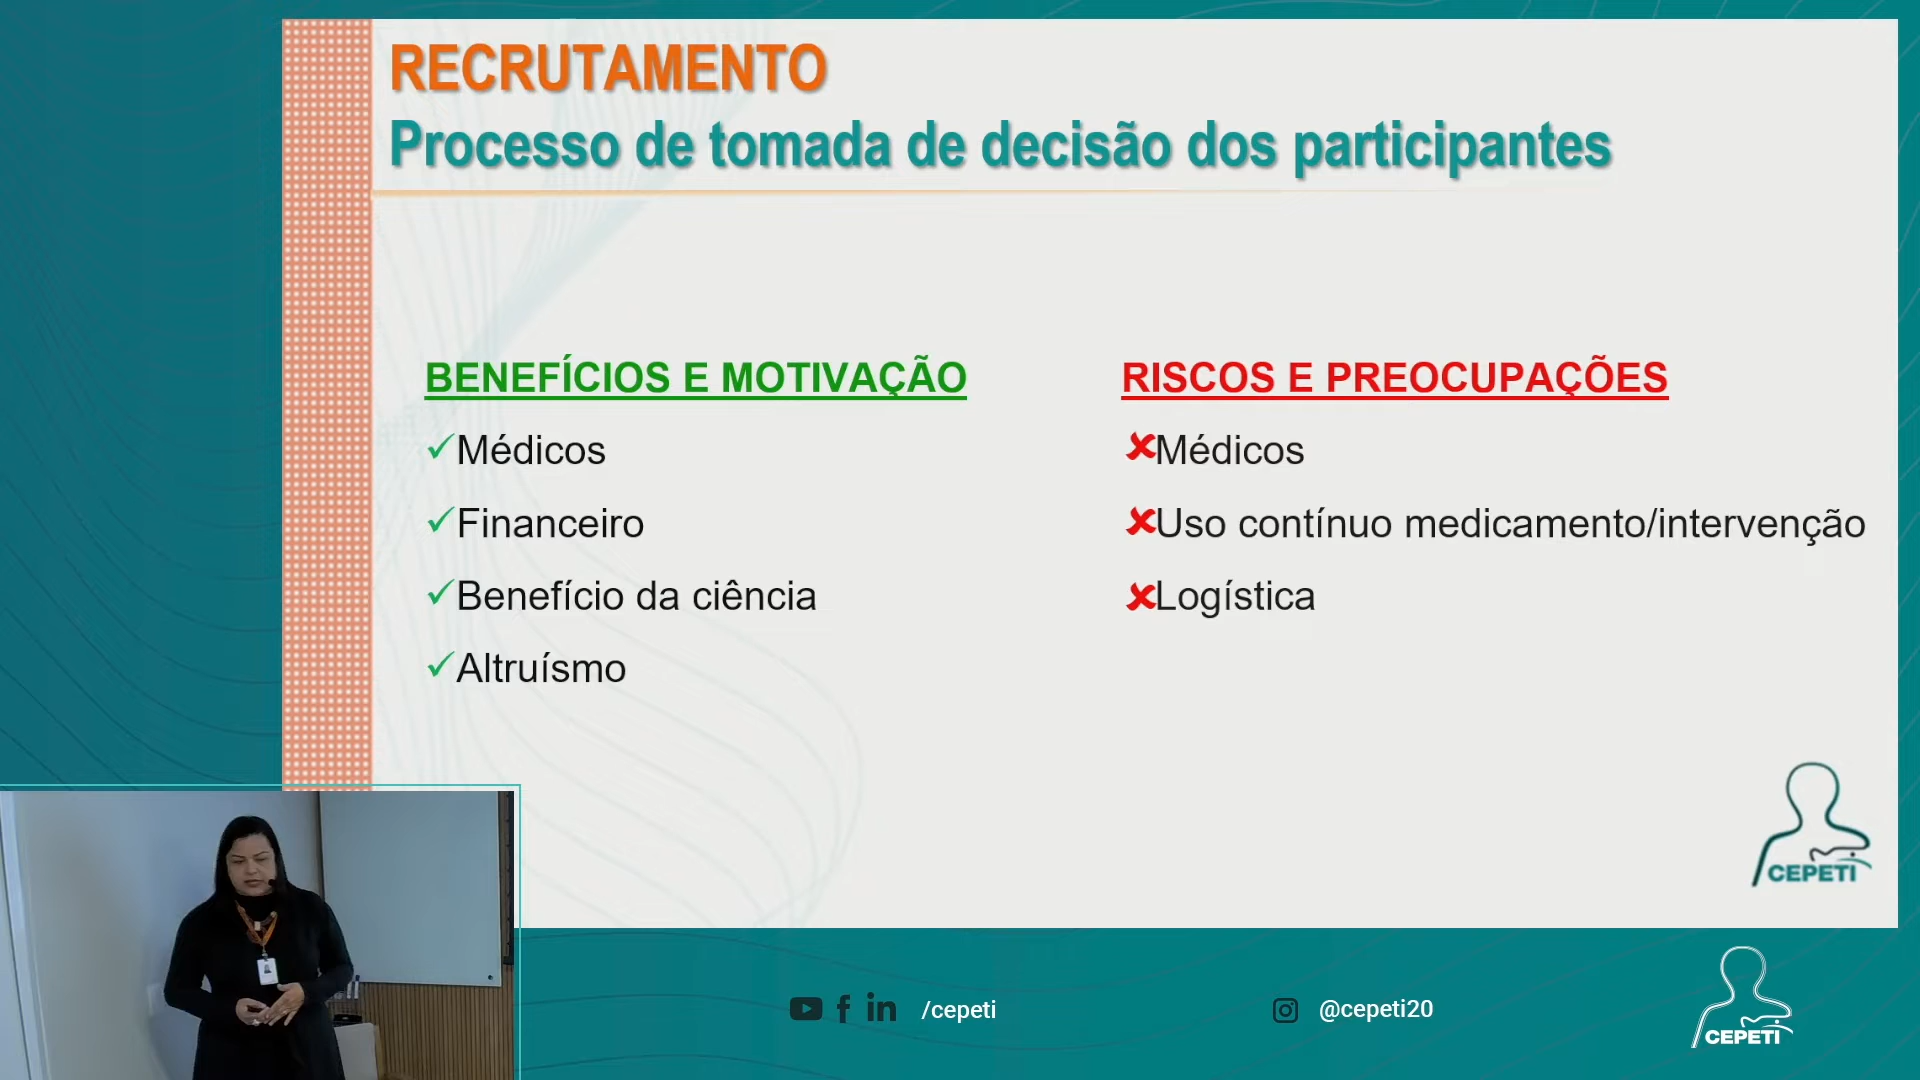 RECRUTAMENTO
Processo de tomada de decisão dos participantes
BENEFÍCIOS E MOTIVAÇÃO
Médicos
Financeiro
Benefício da ciência
Altruísmo
RISCOS E PREOCUPAÇÕES
Médicos
Uso contínuo medicamento/intervenção
Logística
CEPETI
/cepeti
@cepeti20
CEPETI